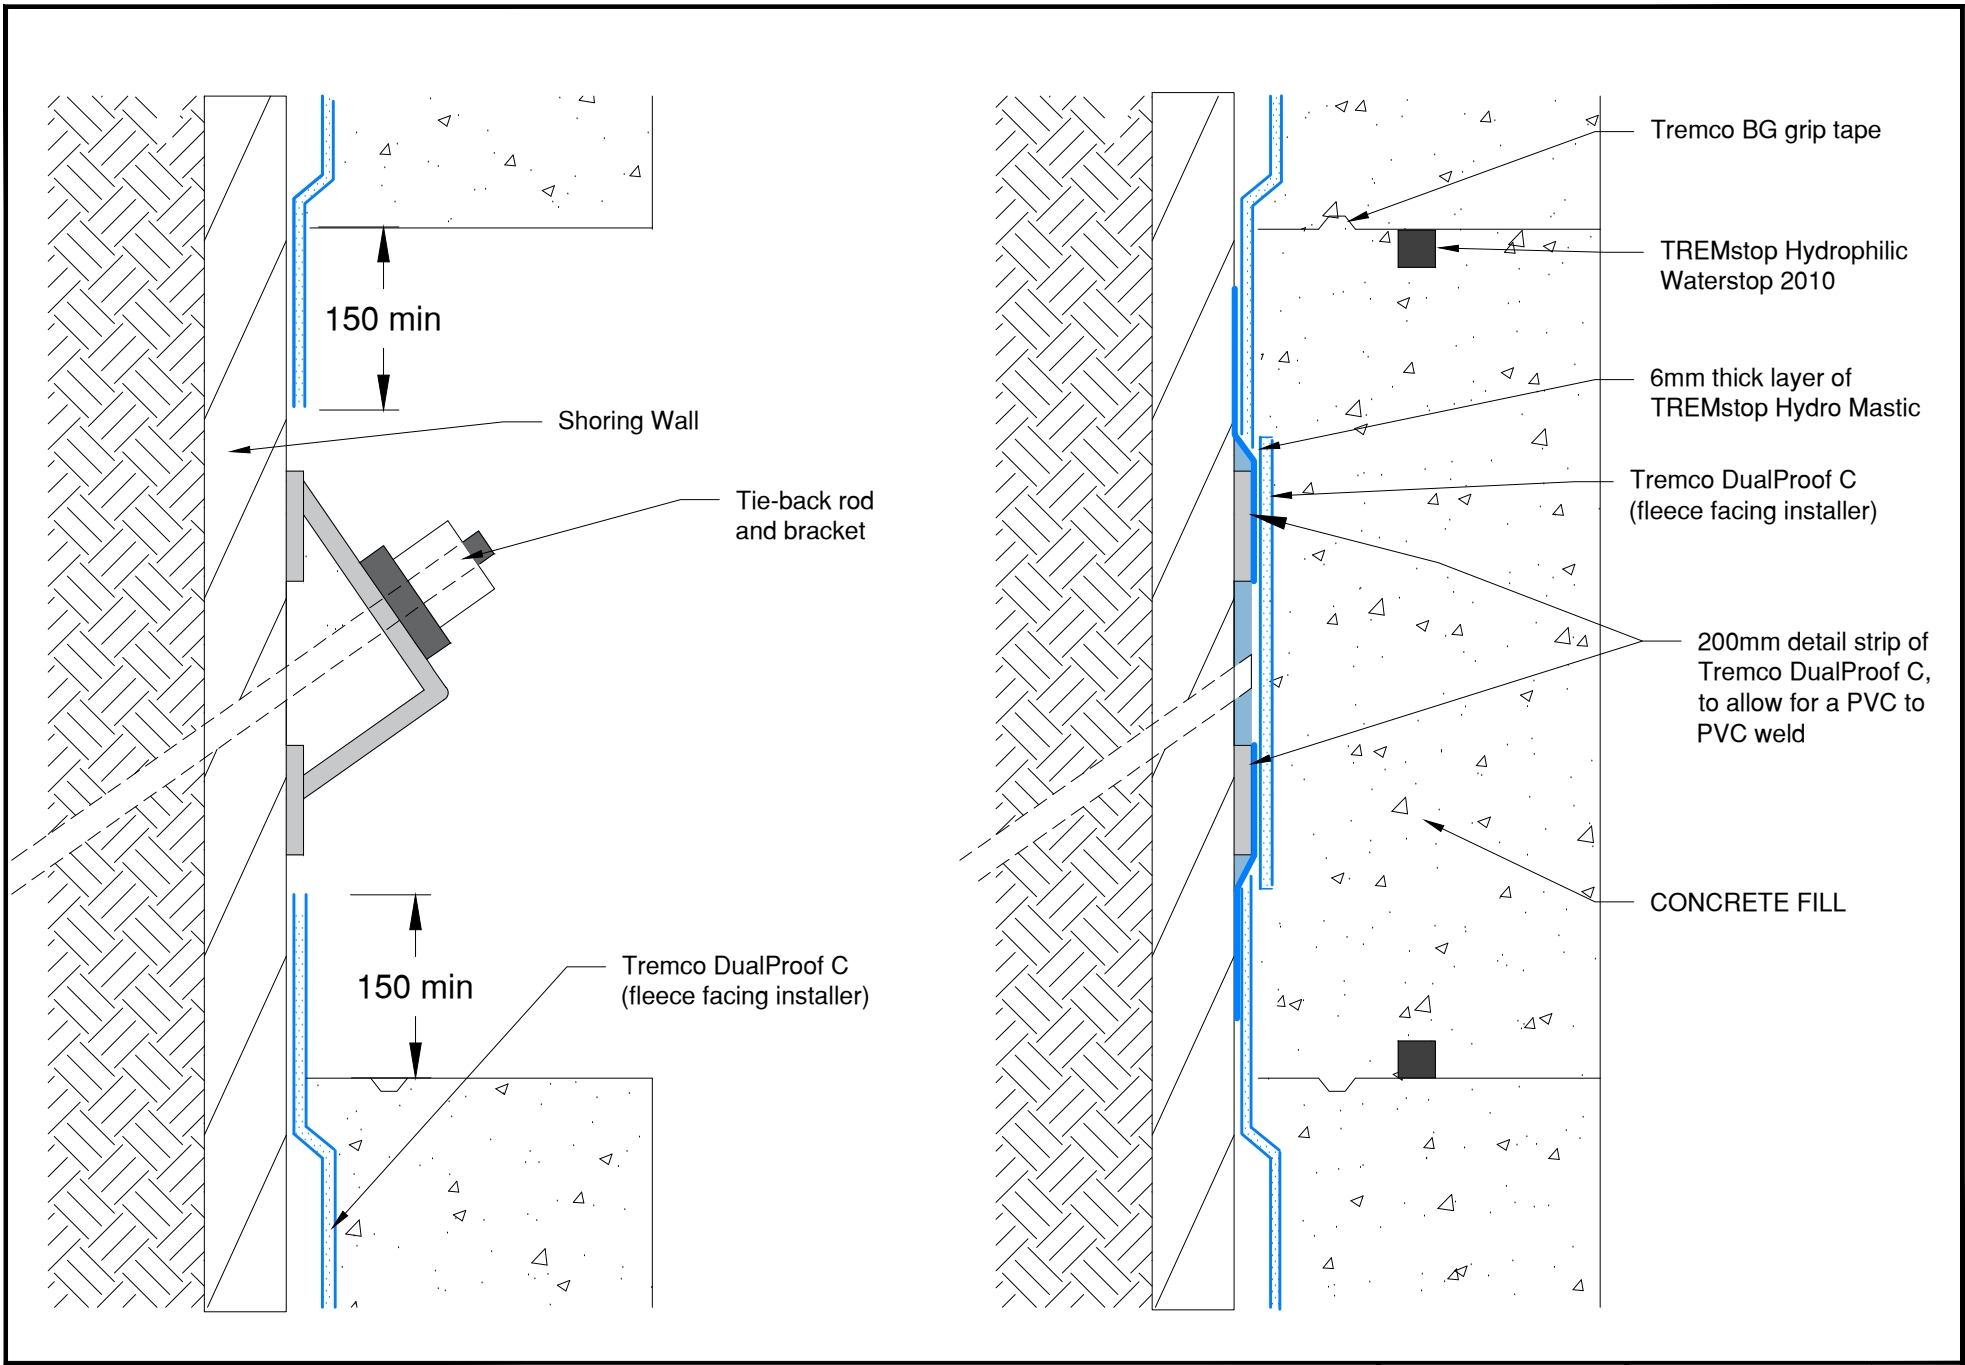 150 min
Shoring Wall
Tie-back rod
and bracket
150 min
Tremco DualProof C
(fleece facing installer)
Tremco BG grip tape
TREMstop Hydrophilic
Waterstop 2010
6mm thick layer of
TREMstop Hydro Mastic
Tremco DualProof C
(fleece facing installer)
200mm detail strip of
Tremco DualProof C,
to allow for a PVC to
PVC weld
CONCRETE FILL